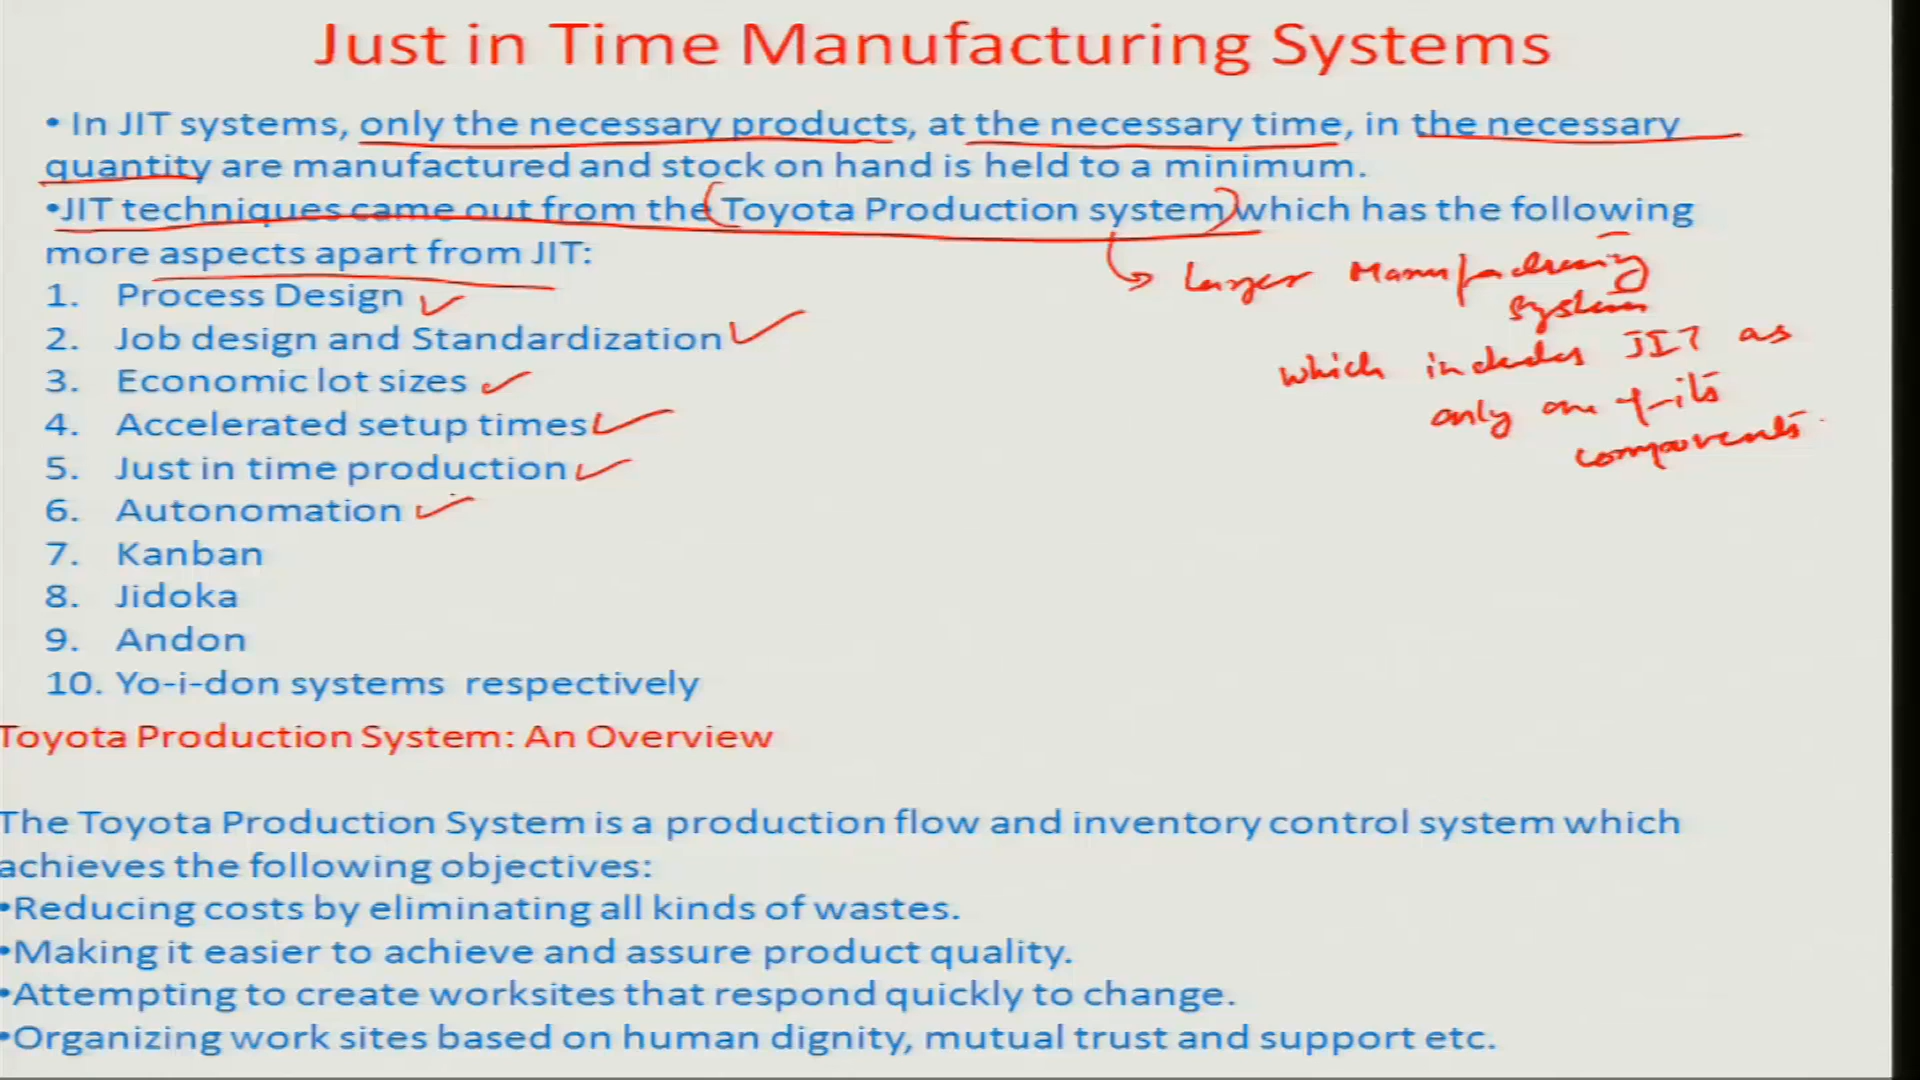 Just in Time Manufacturing Systems
• In JIT systems, only the necessary products, at the necessary time, in the necessary
quantity are manufactured and stock on hand is held to a minimum.
•JIT techniques came out from the Toyota Production system which has the following
more aspects apart from JIT:
1. Process Design
2. Job design and Standardization
3. Economic lot sizes
4. Accelerated setup times
5. Just in time production
6. Autonomation
7. Kanban
8. Jidoka
9. Andon
10. Yo-i-don systems respectively
Larger Manufacturing
System
which includes JIT as
only one of its
components.
Toyota Production System: An Overview
The Toyota Production System is a production flow and inventory control system which
achieves the following objectives:
•Reducing costs by eliminating all kinds of wastes.
•Making it easier to achieve and assure product quality.
•Attempting to create worksites that respond quickly to change.
•Organizing work sites based on human dignity, mutual trust and support etc.